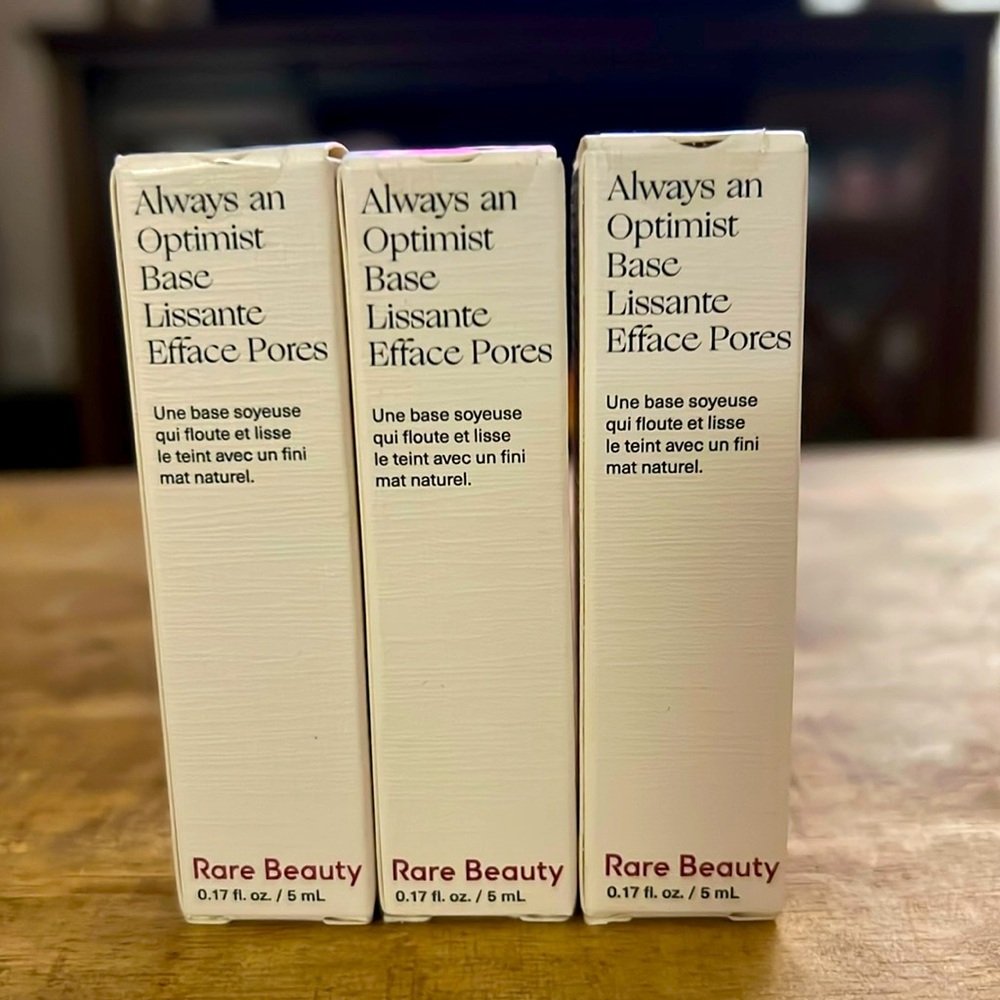 Always an
Optimist
Base
Lissante
Efface Pores
Une base soyeuse
qui floute et lisse
le teint avec un fini
mat naturel.
Rare Beauty
0.17 fl. oz. / 5 mL
Always an
Optimist
Base
Lissante
Efface Pores
Une base soyeuse
qui floute et lisse
le teint avec un fini
mat naturel.
Rare Beauty
0.17 fl. oz. / 5 mL
Always an
Optimist
Base
Lissante
Efface Pores
Une base soyeuse
qui floute et lisse
le teint avec un fini
mat naturel.
Rare Beauty
0.17 fl. oz. / 5 mL